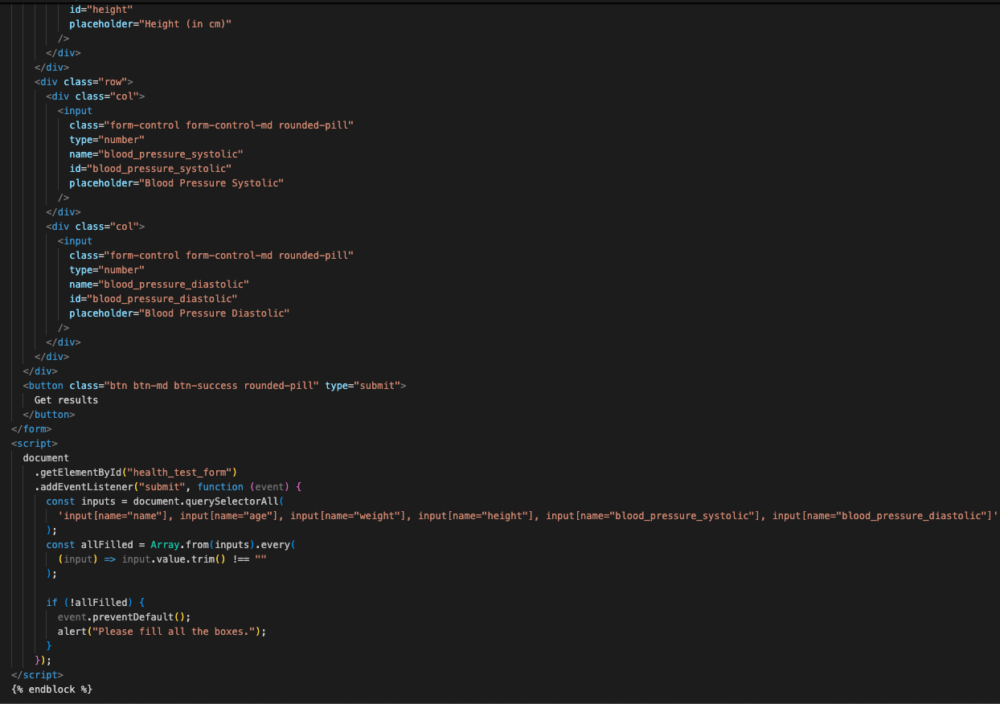 id="height"
placeholder="Height (in cm)"
/>
</div>
</div>
<div class="row">
<div class="col">
<input
class="form-control form-control-md rounded-pill"
type="number"
name="blood_pressure_systolic"
id="blood_pressure_systolic"
placeholder="Blood Pressure Systolic"
/>
</div>
<div class="col">
<input
class="form-control form-control-md rounded-pill"
type="number"
name="blood_pressure_diastolic"
id="blood_pressure_diastolic"
placeholder="Blood Pressure Diastolic"
/>
</div>
</div>
</div>
<button class="btn btn-md btn-success rounded-pill" type="submit">
Get results
</button>
</form>
<script>
document
.getElementById("health_test_form")
.addEventListener("submit", function (event) {
const inputs = document.querySelectorAll(
'input[name="name"], input[name="age"], input[name="weight"], input[name="height"], input[name="blood_pressure_systolic"], input[name="blood_pressure_diastolic"]'
);
const allFilled = Array.from(inputs).every(
(input) => input.value.trim() !== ""
);
if (!allFilled) {
event.preventDefault();
alert("Please fill all the boxes.");
}
});
</script>
{% endblock %}